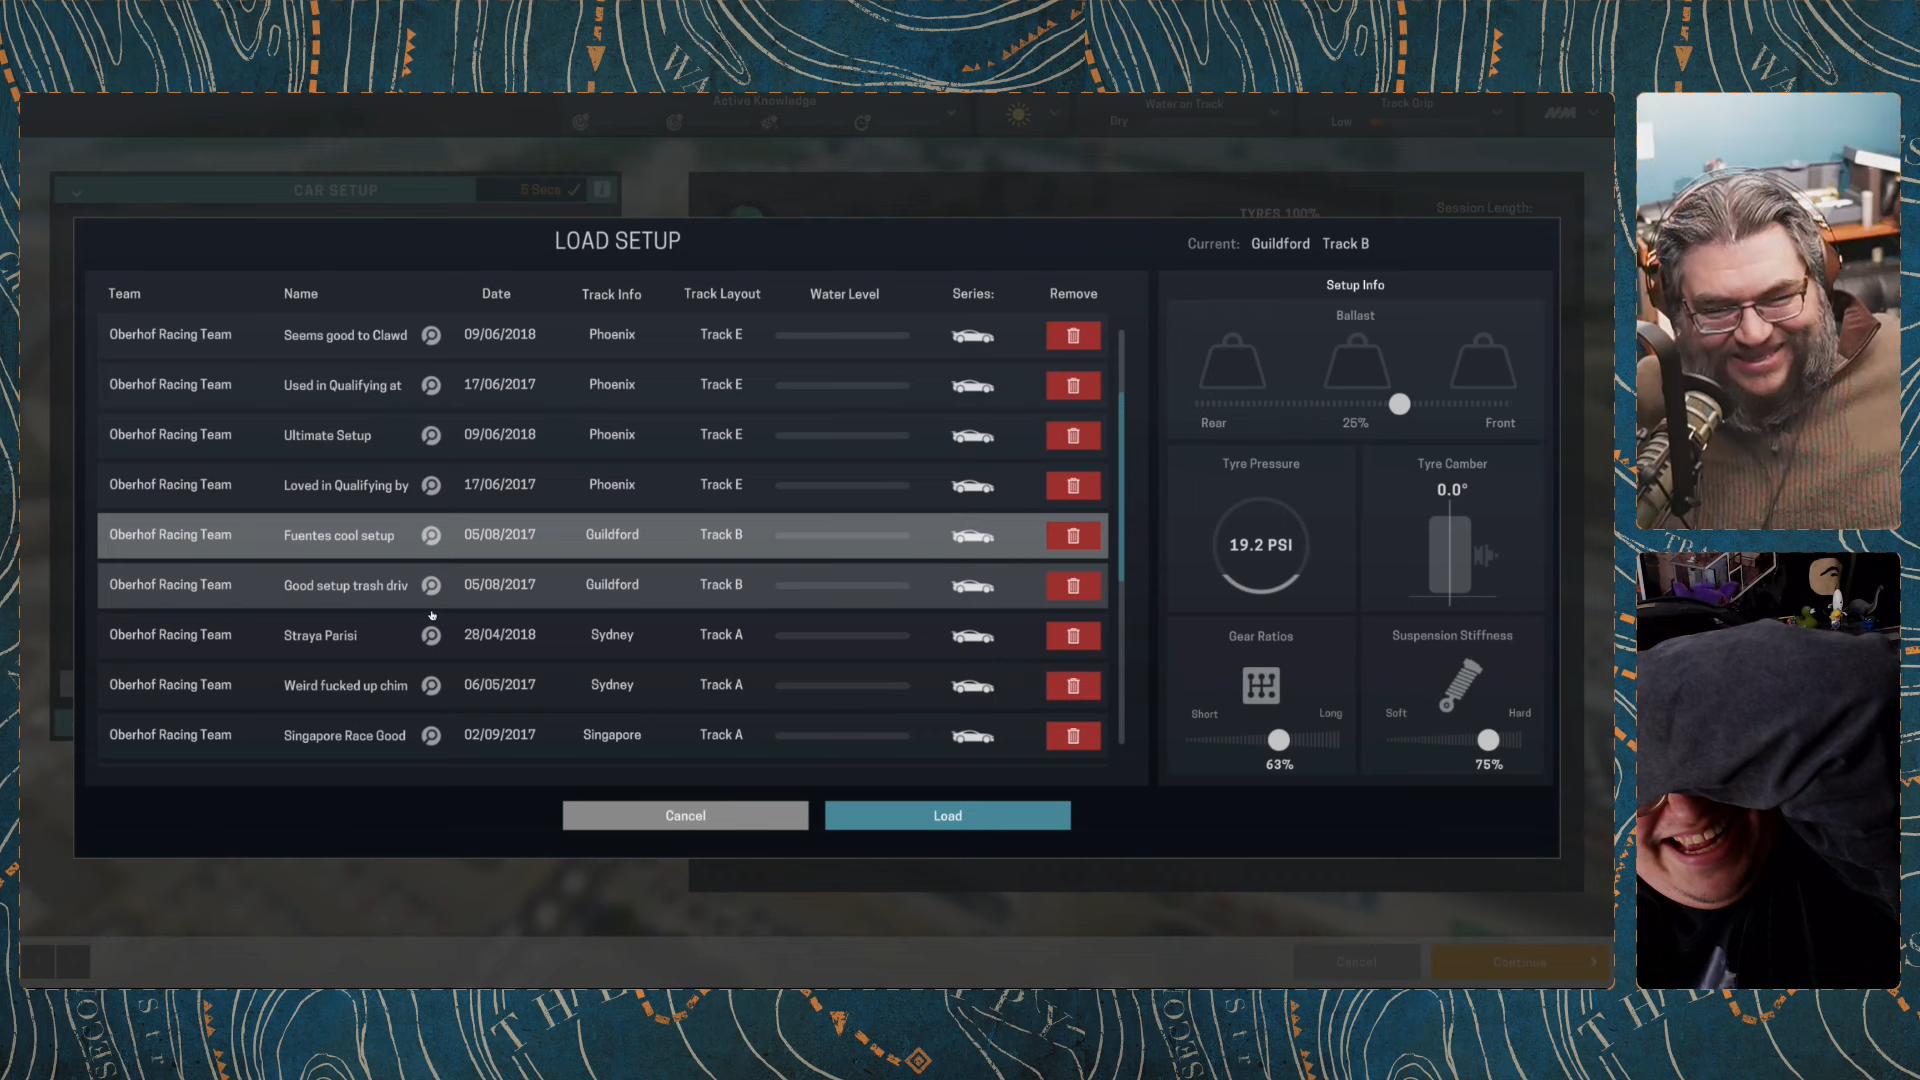 Active Knowledge
Water on Track
Dry
Track Grip
Low
CAR SETUP
5 Secs
TYRES 100%
Session Length:
LOAD SETUP
Current: Guildford Track B
Team Name Date Track Info Track Layout Water Level Series: Remove
Oberhof Racing Team Seems good to Clawd 09/06/2018 Phoenix Track E
Oberhof Racing Team Used in Qualifying at 17/06/2017 Phoenix Track E
Oberhof Racing Team Ultimate Setup 09/06/2018 Phoenix Track E
Oberhof Racing Team Loved in Qualifying by 17/06/2017 Phoenix Track E
Oberhof Racing Team Fuentes cool setup 05/08/2017 Guildford Track B
Oberhof Racing Team Good setup trash driv 05/08/2017 Guildford Track B
Oberhof Racing Team Straya Parisi 28/04/2018 Sydney Track A
Oberhof Racing Team Weird fucked up chim 06/05/2017 Sydney Track A
Oberhof Racing Team Singapore Race Good 02/09/2017 Singapore Track A
Cancel
Load
Setup Info
Ballast
Rear 25% Front
Tyre Pressure
19.2 PSI
Tyre Camber
0.0°
Gear Ratios
Short Long
63%
Suspension Stiffness
Soft Hard
75%
Cancel
Continue